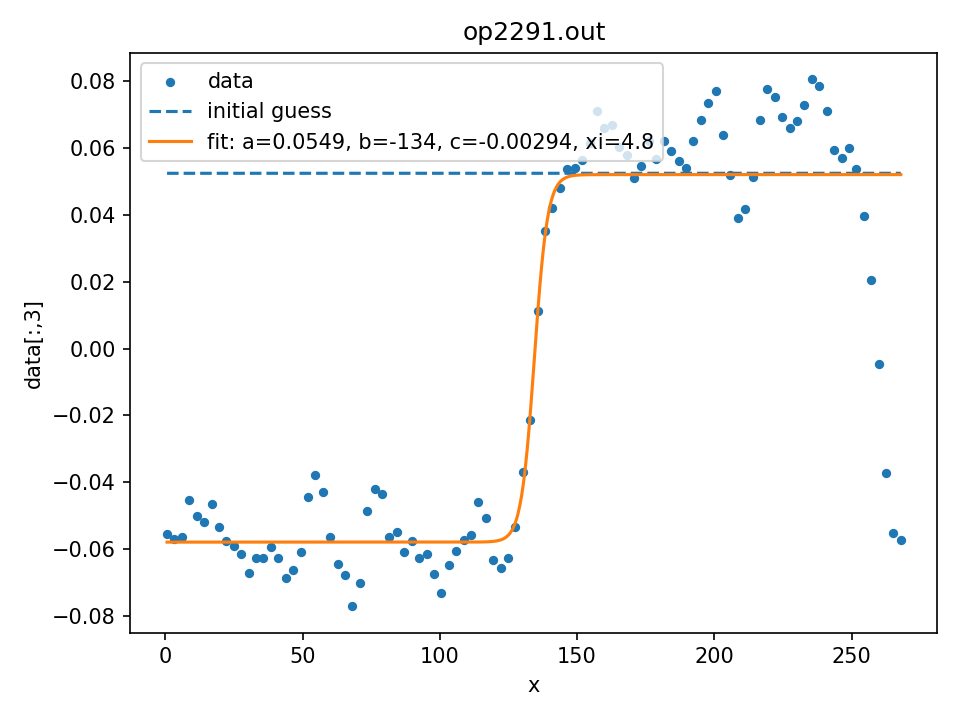 op2291.out
data
initial guess
fit: a=0.0549, b=-134, c=-0.00294, xi=4.8
0.08
0.06
0.04
0.02
0.00
−0.02
−0.04
−0.06
−0.08
data[:,3]
0 50 100 150 200 250
x